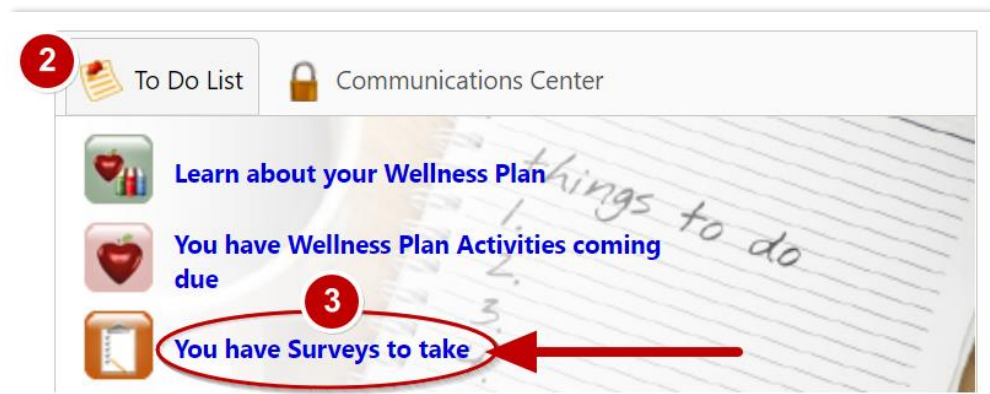 2
To Do List
Communications Center
Learn about your Wellness Plan
things to do
1.
You have Wellness Plan Activities coming
due
2.
3
3.
You have Surveys to take